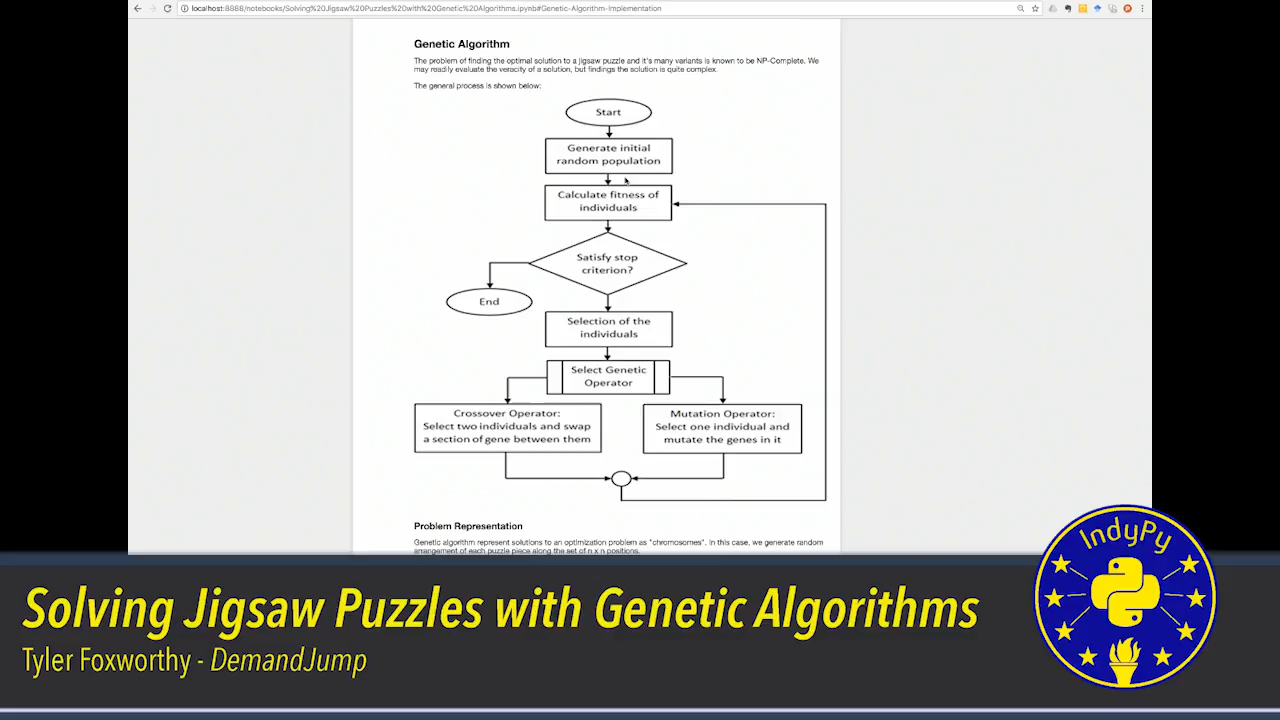 localhost:8888/notebooks/Solving%20Jigsaw%20Puzzles%20with%20Genetic%20Algorithms.ipynb#Genetic-Algorithm-Implementation
Genetic Algorithm
The problem of finding the optimal solution to a jigsaw puzzle and it's many variants is known to be NP-Complete. We
may readily evaluate the veracity of a solution, but findings the solution is quite complex.
The general process is shown below:
Start
Generate initial
random population
Calculate fitness of
individuals
Satisfy stop
criterion?
End
Selection of the
individuals
Select Genetic
Operator
Crossover Operator:
Select two individuals and swap
a section of gene between them
Mutation Operator:
Select one individual and
mutate the genes in it
Problem Representation
Genetic algorithm represent solutions to an optimization problem as "chromosomes". In this case, we generate random
arrangement of each puzzle piece along the set of n x n positions.
Solving Jigsaw Puzzles with Genetic Algorithms
Tyler Foxworthy - DemandJump
IndyPy